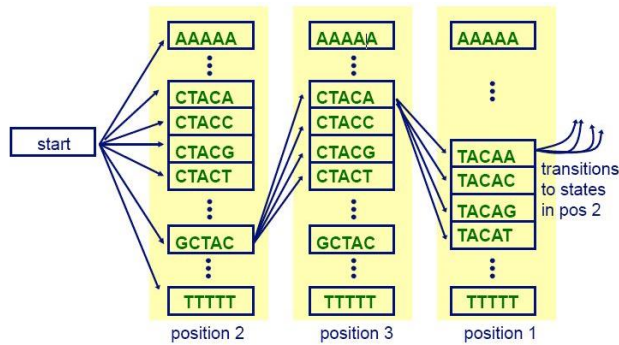 start
AAAAA
CTACA
CTACC
CTACG
CTACT
GCTAC
TTTTT
position 2
AAAAA
CTACA
CTACC
CTACG
CTACT
GCTAC
TTTTT
position 3
AAAAA
TACAA
TACAC
TACAG
TACAT
TTTTT
position 1
transitions
to states
in pos 2